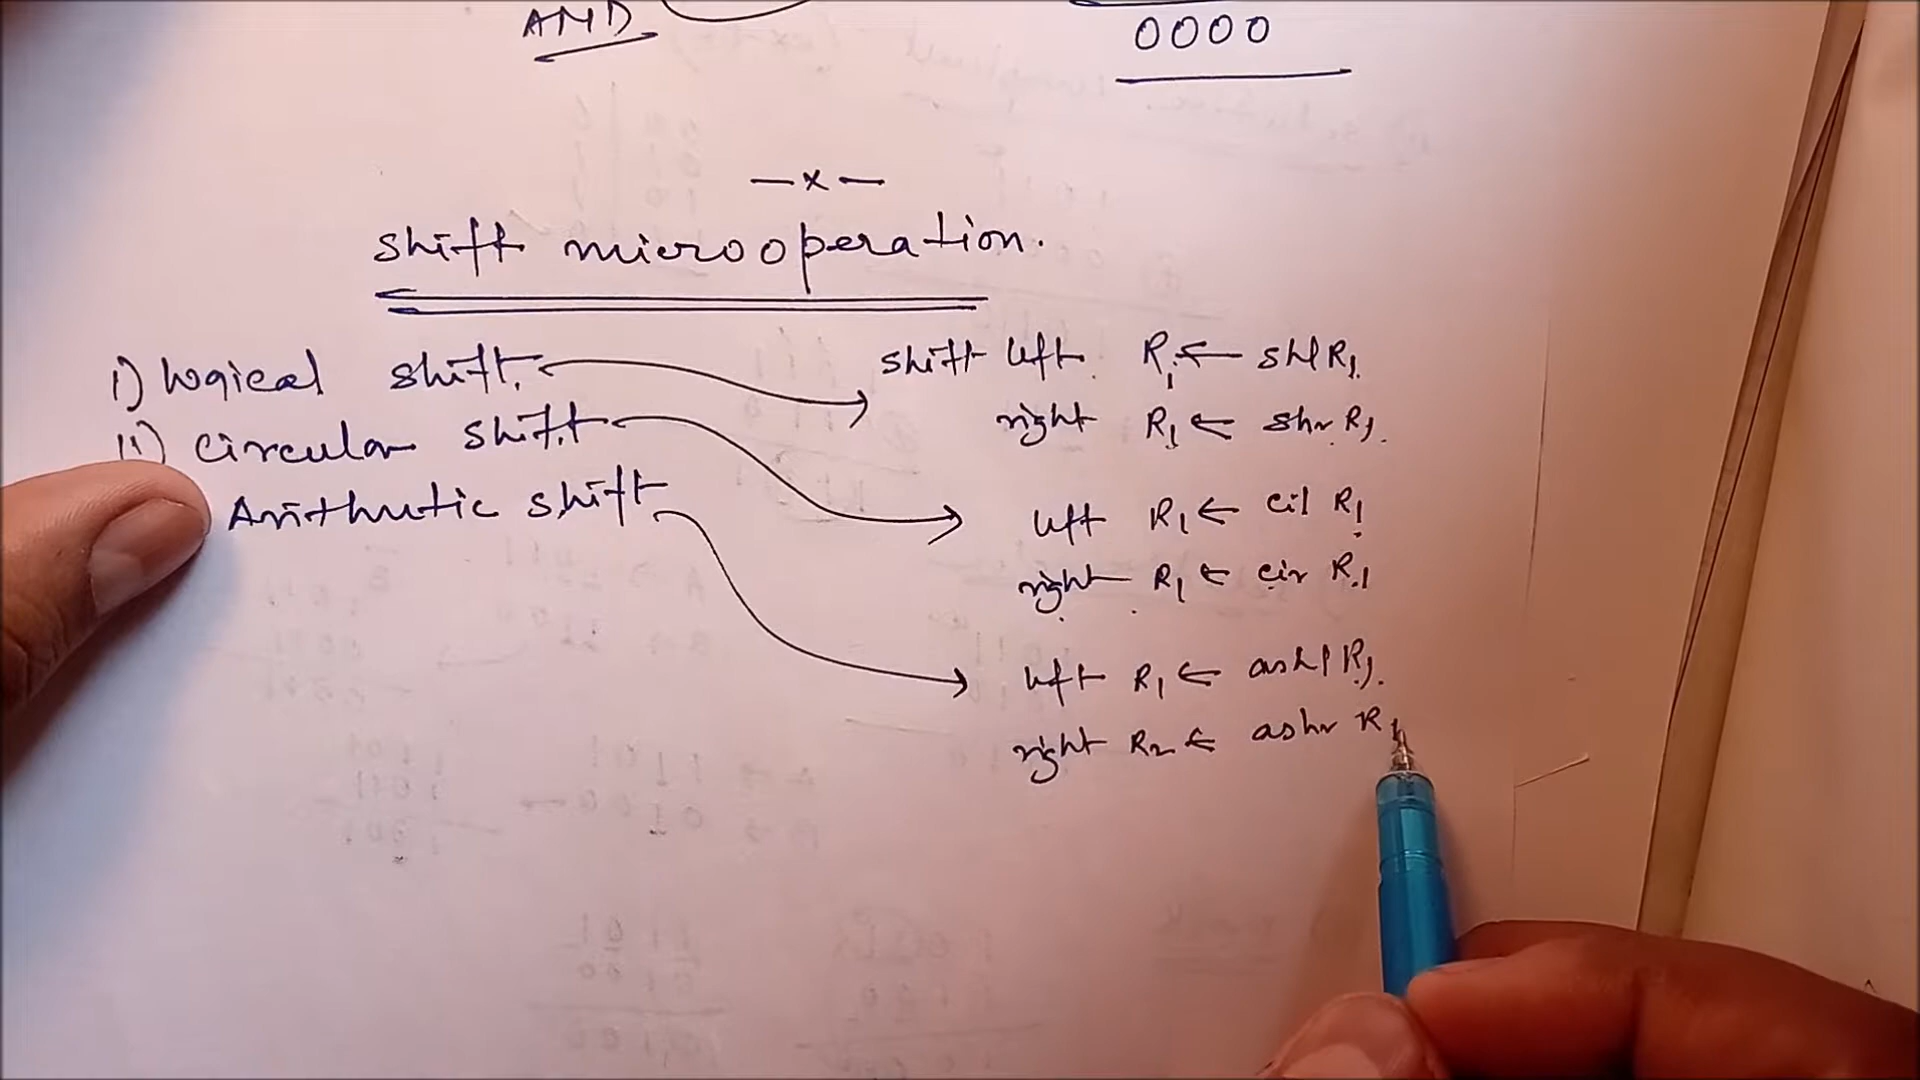 AND
0000
—x—
shift microoperation.
i) Logical shift.
ii) Circular shift
Arithmetic shift
shift left R1 ← shl R1.
right R1 ← shr R1.
left R1 ← cil R1
right R1 ← cir R1
left R1 ← ashl R1.
right R2 ← ashr R1